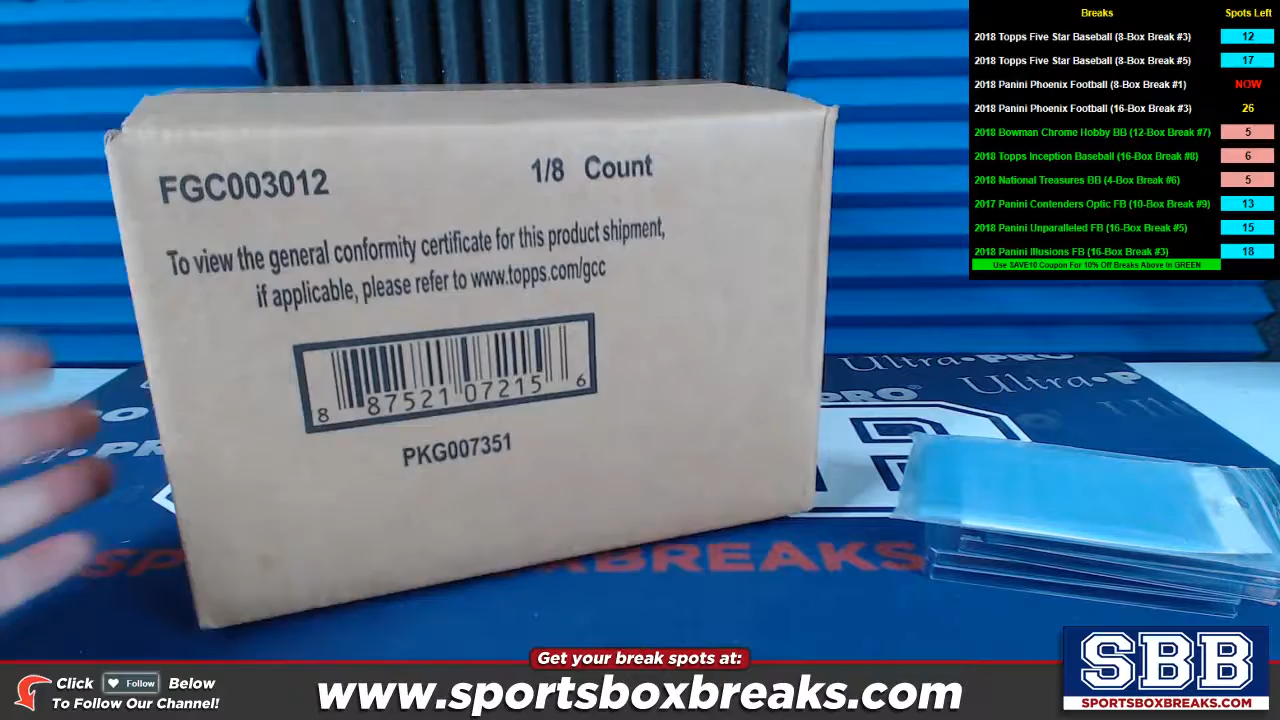 Breaks Spots Left
2018 Topps Five Star Baseball (8-Box Break #3) 12
2018 Topps Five Star Baseball (8-Box Break #5) 17
2018 Panini Phoenix Football (8-Box Break #1) NOW
2018 Panini Phoenix Football (16-Box Break #3) 26
2018 Bowman Chrome Hobby BB (12-Box Break #7) 5
2018 Topps Inception Baseball (16-Box Break #8) 6
2018 National Treasures BB (4-Box Break #6) 5
2017 Panini Contenders Optic FB (10-Box Break #9) 13
2018 Panini Unparalleled FB (16-Box Break #5) 15
2018 Panini Illusions FB (16-Box Break #3) 18
Use SAVE10 Coupon For 10% Off Breaks Above In GREEN
FGC003012 1/8 Count
To view the general conformity certificate for this product shipment,
if applicable, please refer to www.topps.com/gcc
8 87521 07215 6
PKG007351
Ultra•PRO
Ultra•P
PRO®
BREAKS
Get your break spots at:
Click Follow Below
To Follow Our Channel!
www.sportsboxbreaks.com
SBB
SPORTSBOXBREAKS.COM